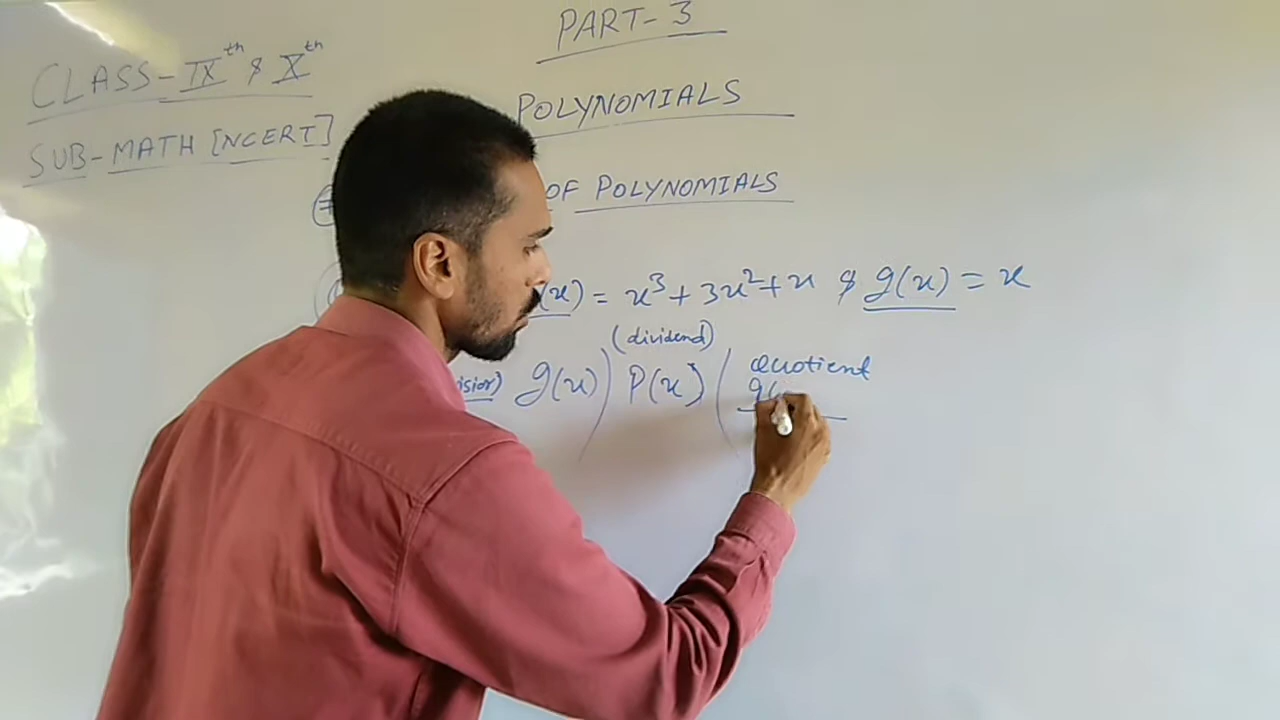 PART-3
CLASS-IXth & Xth
POLYNOMIALS
SUB-MATH [NCERT]
OF POLYNOMIALS
(x) = x³ + 3x² + x & g(x) = x
(dividend)
g(x) ) P(x) ( Quotient